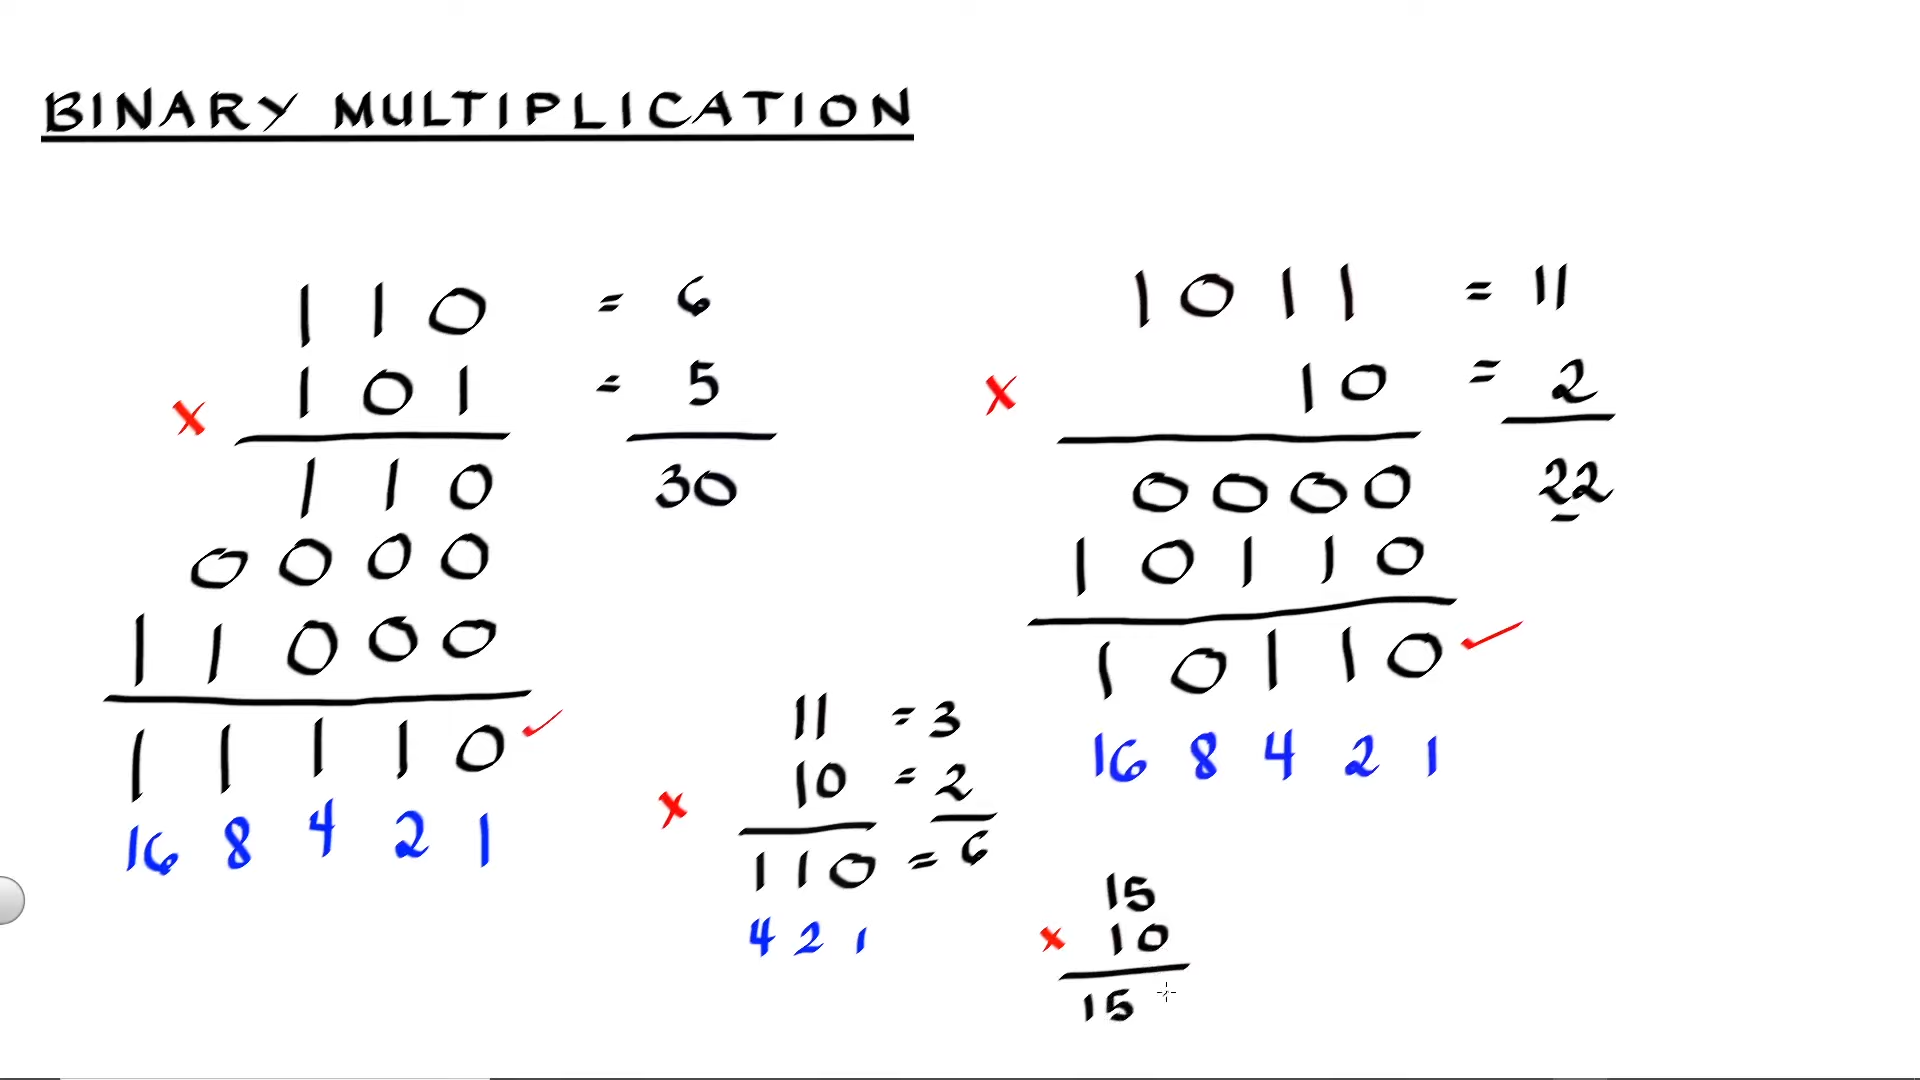 BINARY MULTIPLICATION
110 = 6
x 101 = 5
110 30
0000
11000
11110 ✓
16 8 4 2 1
1011 = 11
x 10 = 2
0000 22
10110
10110 ✓
16 8 4 2 1
11 = 3
x 10 = 2
110 = 6
4 2 1
15
x 10
15